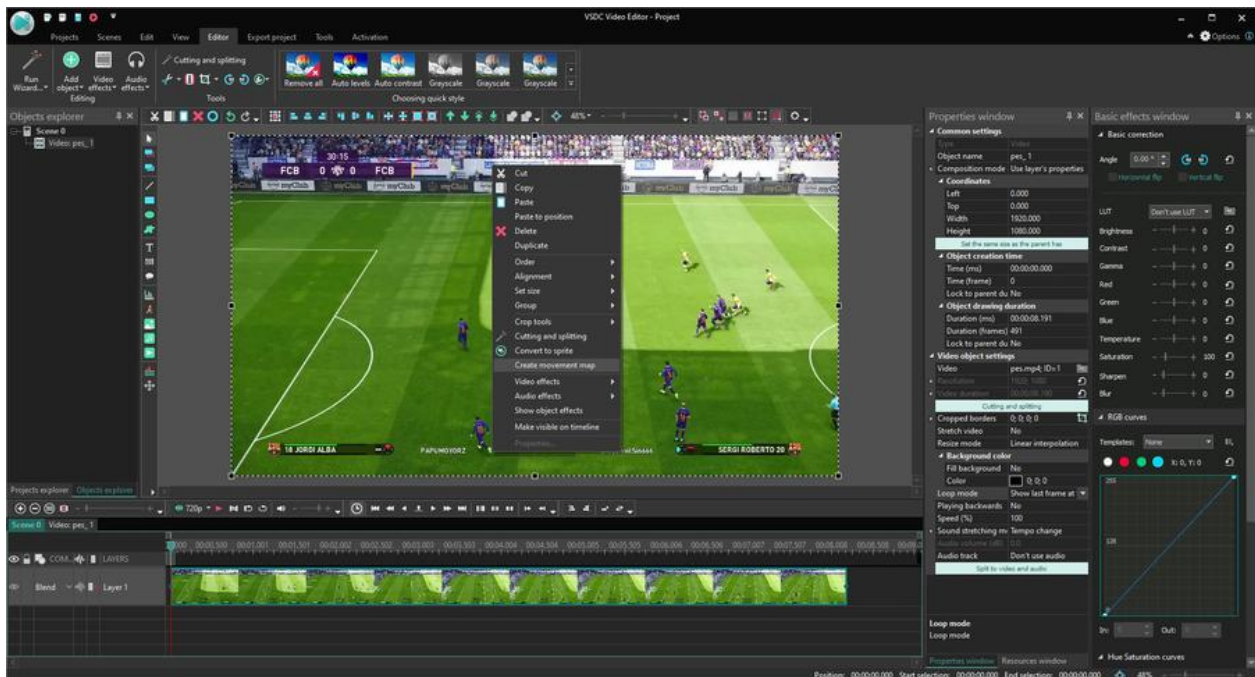 VSDC Video Editor - Project
Projects Scenes Edit View Editor Export project Tools Activation
Options
Run Wizard...
Add object
Video effects
Audio effects
Editing
Cutting and splitting
Tools
Remove all Auto levels Auto contrast Grayscale Grayscale Grayscale
Choosing quick style
Objects explorer
Scene 0
Video: pes_1
48%
30:15
FCB 0 0 FCB
myClub
18 JORDI ALBA
SERGI ROBERTO 20
Cut
Copy
Paste
Paste to position
Delete
Duplicate
Order
Alignment
Set size
Group
Crop tools
Cutting and splitting
Convert to sprite
Create movement map
Video effects
Audio effects
Show object effects
Make visible on timeline
Properties...
Properties window
Common settings
Type Video
Object name pes_1
Composition mode Use layer's properties
Coordinates
Left 0.000
Top 0.000
Width 1920.000
Height 1080.000
Set the same size as the parent has
Object creation time
Time (ms) 00:00:00.000
Time (frame) 0
Lock to parent du No
Object drawing duration
Duration (ms) 00:00:08.191
Duration (frames) 491
Lock to parent du No
Video object settings
Video pes.mp4; ID=1
Resolution 1920; 1080
Cutting and splitting
Cropped borders 0; 0; 0; 0
Stretch video No
Resize mode Linear interpolation
Background color
Fill background No
Color 0; 0; 0
Loop mode Show last frame at
Playing backwards No
Speed (%) 100
Sound stretching m Tempo change
Audio volume (dB) 0.0
Audio track Don't use audio
Split to video and audio
Loop mode
Loop mode
Properties window Resources window
Basic effects window
Basic correction
Angle 0.00 °
Horizontal flip Vertical flip
LUT Don't use LUT
Brightness 0
Contrast 0
Gamma 0
Red 0
Green 0
Blue 0
Temperature 0
Saturation 100
Sharpen 0
Blur 0
RGB curves
Templates: None
X: 0, Y: 0
255
128
0
In: Out:
Hue Saturation curves
Projects explorer Objects explorer
720p
Scene 0 Video: pes_1
COM... LAYERS
Blend Layer 1
Position: 00:00:00.000 Start selection: 00:00:00.000 End selection: 00:00:00.000 48%